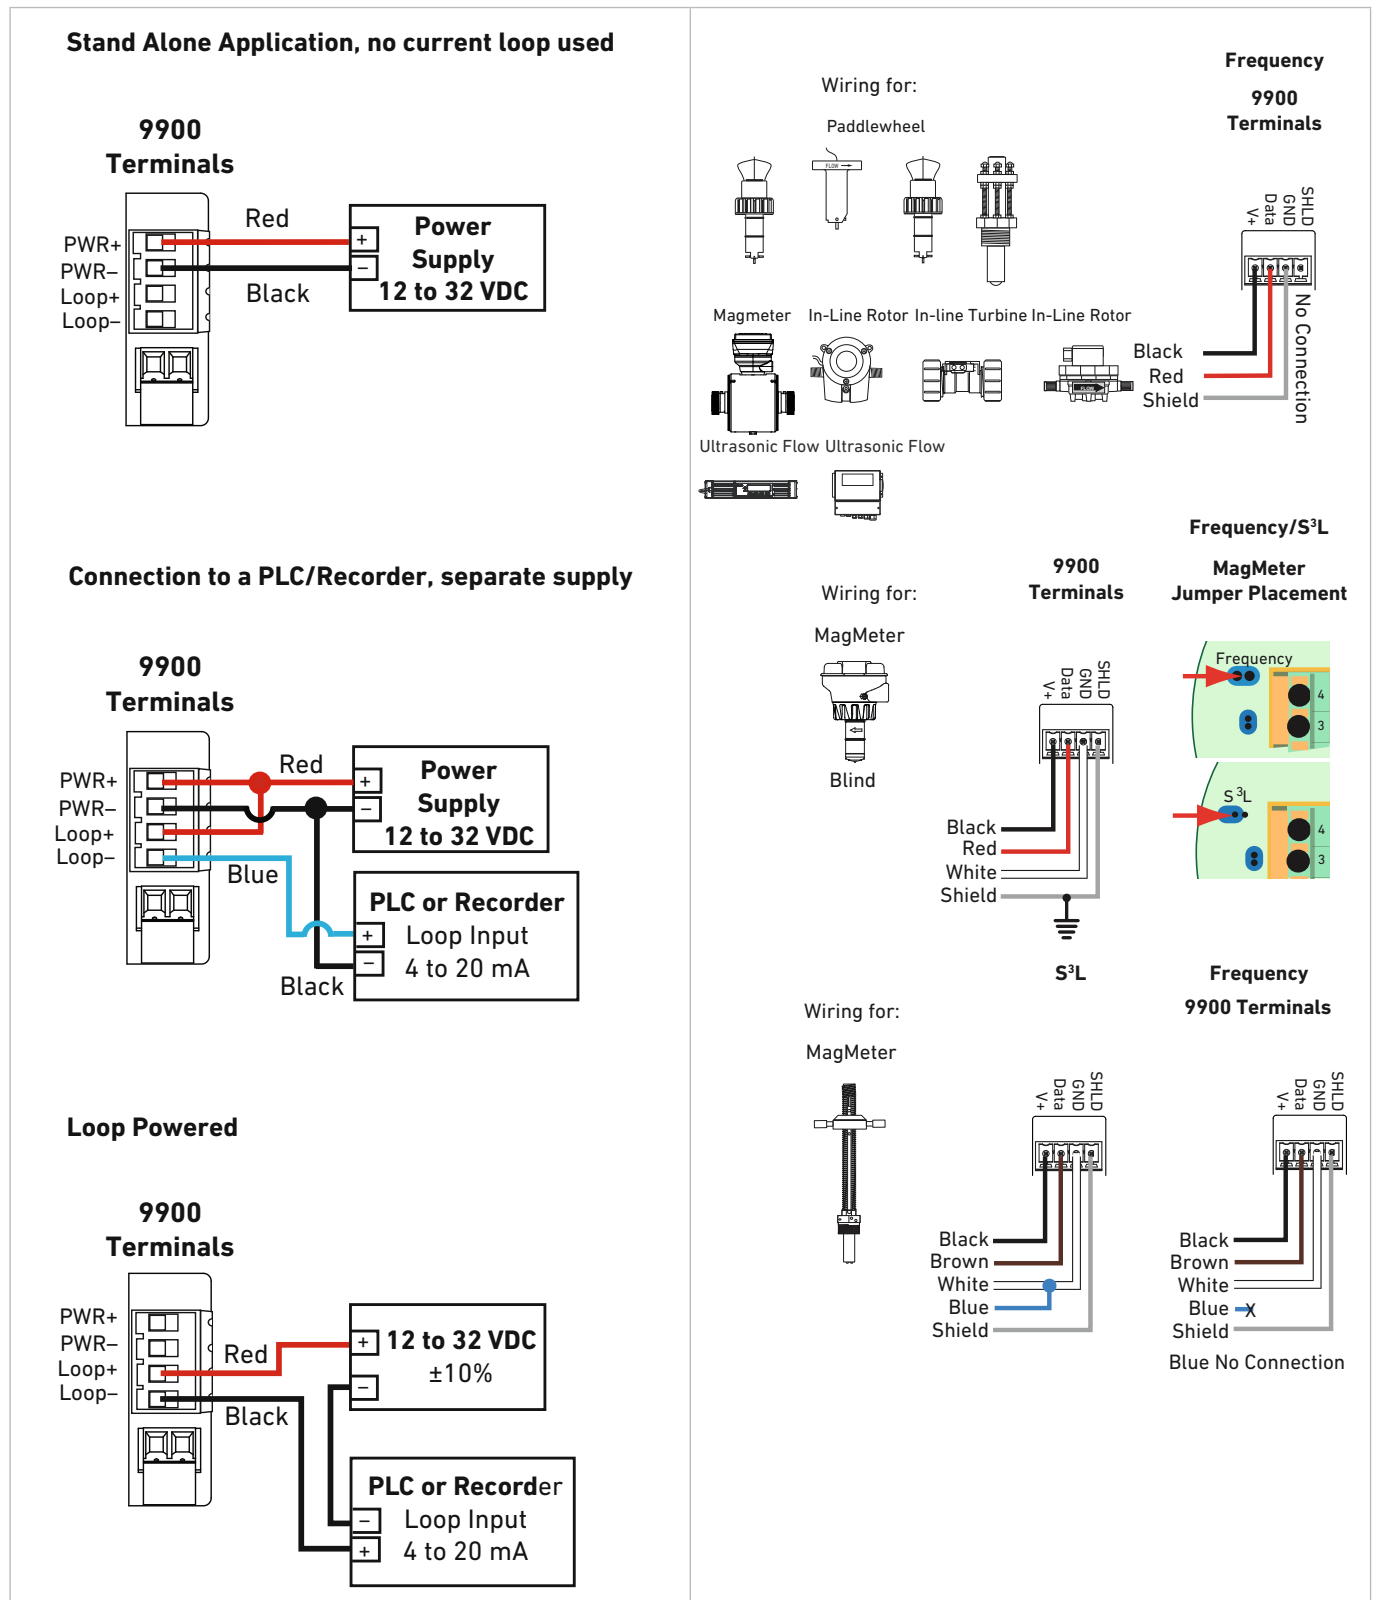 Stand Alone Application, no current loop used
9900
Terminals
PWR+
PWR–
Loop+
Loop–
Red
Black
+
–
Power
Supply
12 to 32 VDC
Connection to a PLC/Recorder, separate supply
9900
Terminals
PWR+
PWR–
Loop+
Loop–
Red
Blue
Black
+
–
Power
Supply
12 to 32 VDC
PLC or Recorder
+
Loop Input
–
4 to 20 mA
Loop Powered
9900
Terminals
PWR+
PWR–
Loop+
Loop–
Red
Black
+
12 to 32 VDC
–
±10%
PLC or Recorder
–
Loop Input
+
4 to 20 mA
Frequency
Wiring for:
9900
Terminals
Paddlewheel
FLOW
V+
Data
GND
SHLD
No Connection
Magmeter
In-Line Rotor
In-line Turbine
In-Line Rotor
FLOW
Black
Red
Shield
Ultrasonic Flow
Ultrasonic Flow
Frequency/S³L
Wiring for:
9900
Terminals
MagMeter
Jumper Placement
MagMeter
Blind
V+
Data
GND
SHLD
Frequency
4
3
S³L
4
3
Black
Red
White
Shield
S³L
Frequency
Wiring for:
9900 Terminals
MagMeter
V+
Data
GND
SHLD
V+
Data
GND
SHLD
Black
Brown
White
Blue
Shield
Black
Brown
White
Blue
X
Shield
Blue No Connection